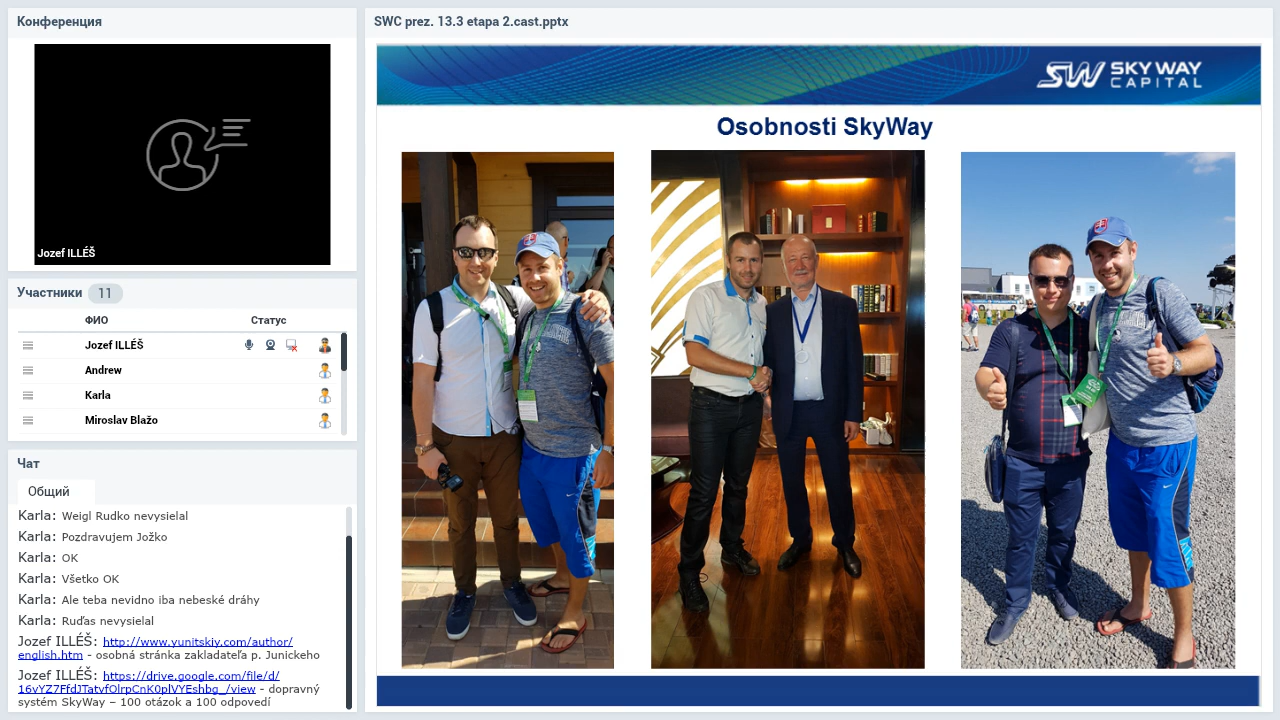 Конференция
Jozef ILLÉŠ
Участники 11
ФИО Статус
Jozef ILLÉŠ
Andrew
Karla
Miroslav Blažo
Чат
Общий
Karla: Weigl Rudko nevysielal
Karla: Pozdravujem Jožko
Karla: OK
Karla: Všetko OK
Karla: Ale teba nevidno iba nebeské dráhy
Karla: Ruďas nevysielal
Jozef ILLÉŠ: http://www.yunitskiy.com/author/
english.htm - osobná stránka zakladateľa p. Junického
Jozef ILLÉŠ: https://drive.google.com/file/d/
16vYZ7FfdJTatvfOlrpCnK0plVYEshbg_/view - dopravný
systém SkyWay – 100 otázok a 100 odpovedí
SWC prez. 13.3 etapa 2.cast.pptx
SW SKY WAY
CAPITAL
Osobnosti SkyWay